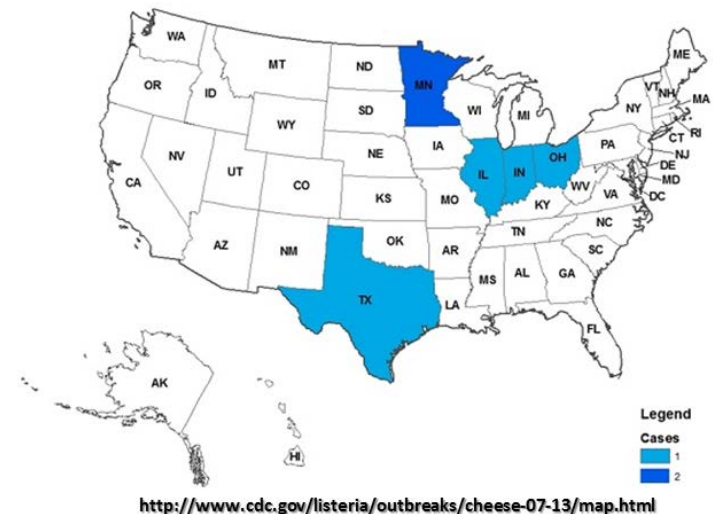 WA
MT
ND
MN
ME
OR
ID
SD
WI
MI
VT
NH
NY
MA
WY
IA
PA
RI
CT
NJ
NV
NE
IL
IN
OH
DE
MD
UT
CO
WV
VA
DC
CA
KS
MO
KY
NC
TN
AZ
NM
OK
AR
SC
TX
MS
AL
GA
LA
FL
AK
HI
Legend
Cases
1
2
http://www.cdc.gov/listeria/outbreaks/cheese-07-13/map.html